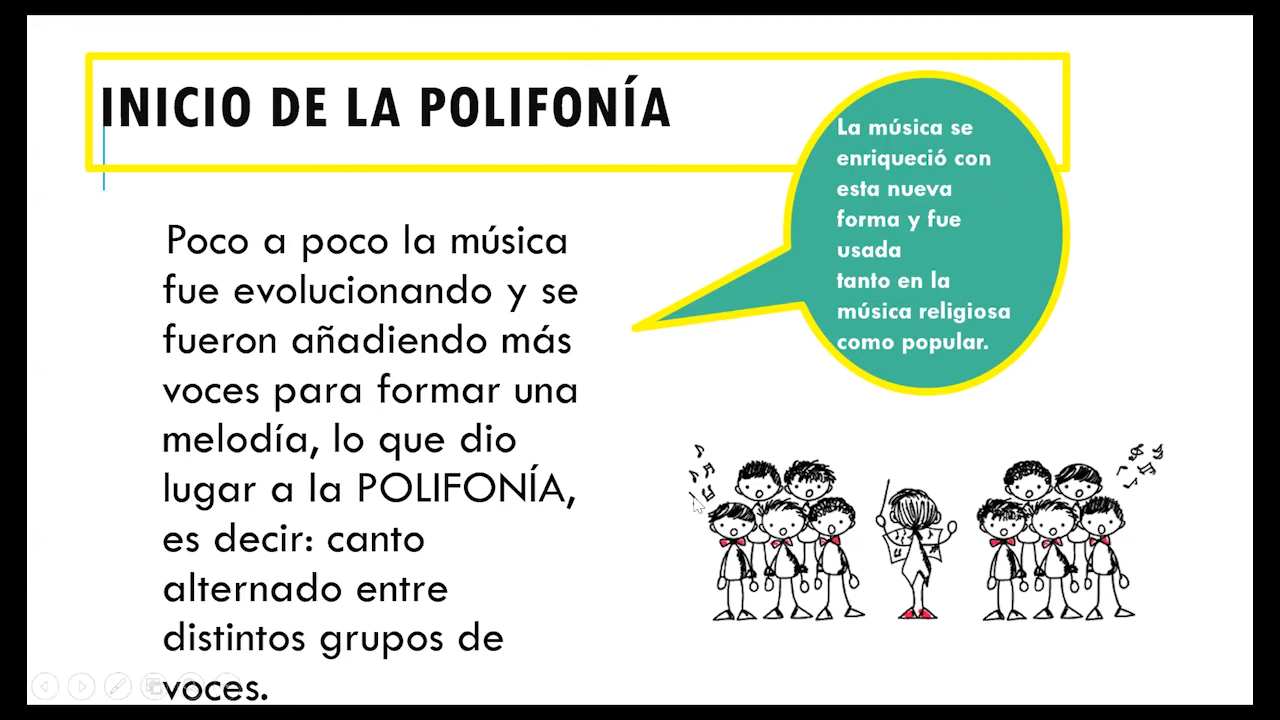 INICIO DE LA POLIFONÍA
La música se
enriqueció con
esta nueva
forma y fue
usada
tanto en la
música religiosa
como popular.
Poco a poco la música
fue evolucionando y se
fueron añadiendo más
voces para formar una
melodía, lo que dio
lugar a la POLIFONÍA,
es decir: canto
alternado entre
distintos grupos de
voces.